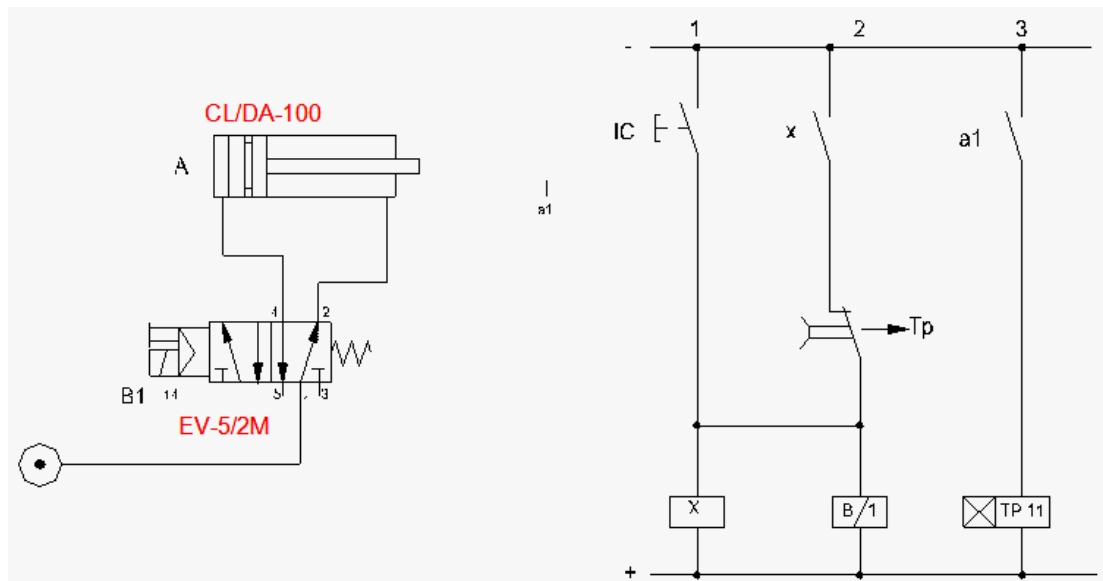 CL/DA-100
A
a1
4 2
B1 14
5 3
EV-5/2M
1 2 3
-
IC x a1
Tp
X B/1 TP 11
+